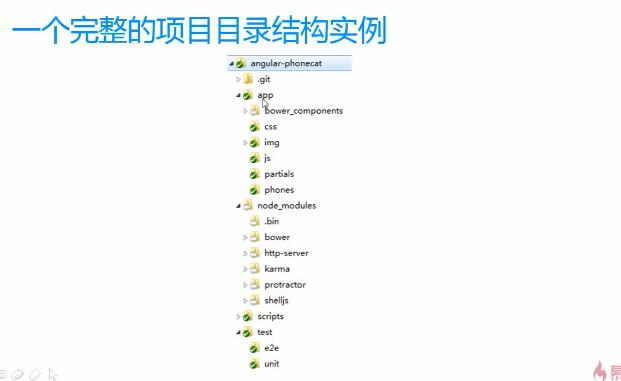 一个完整的项目目录结构实例
angular-phonecat
.git
app
bower_components
css
img
js
partials
phones
node_modules
.bin
bower
http-server
karma
protractor
shelljs
scripts
test
e2e
unit